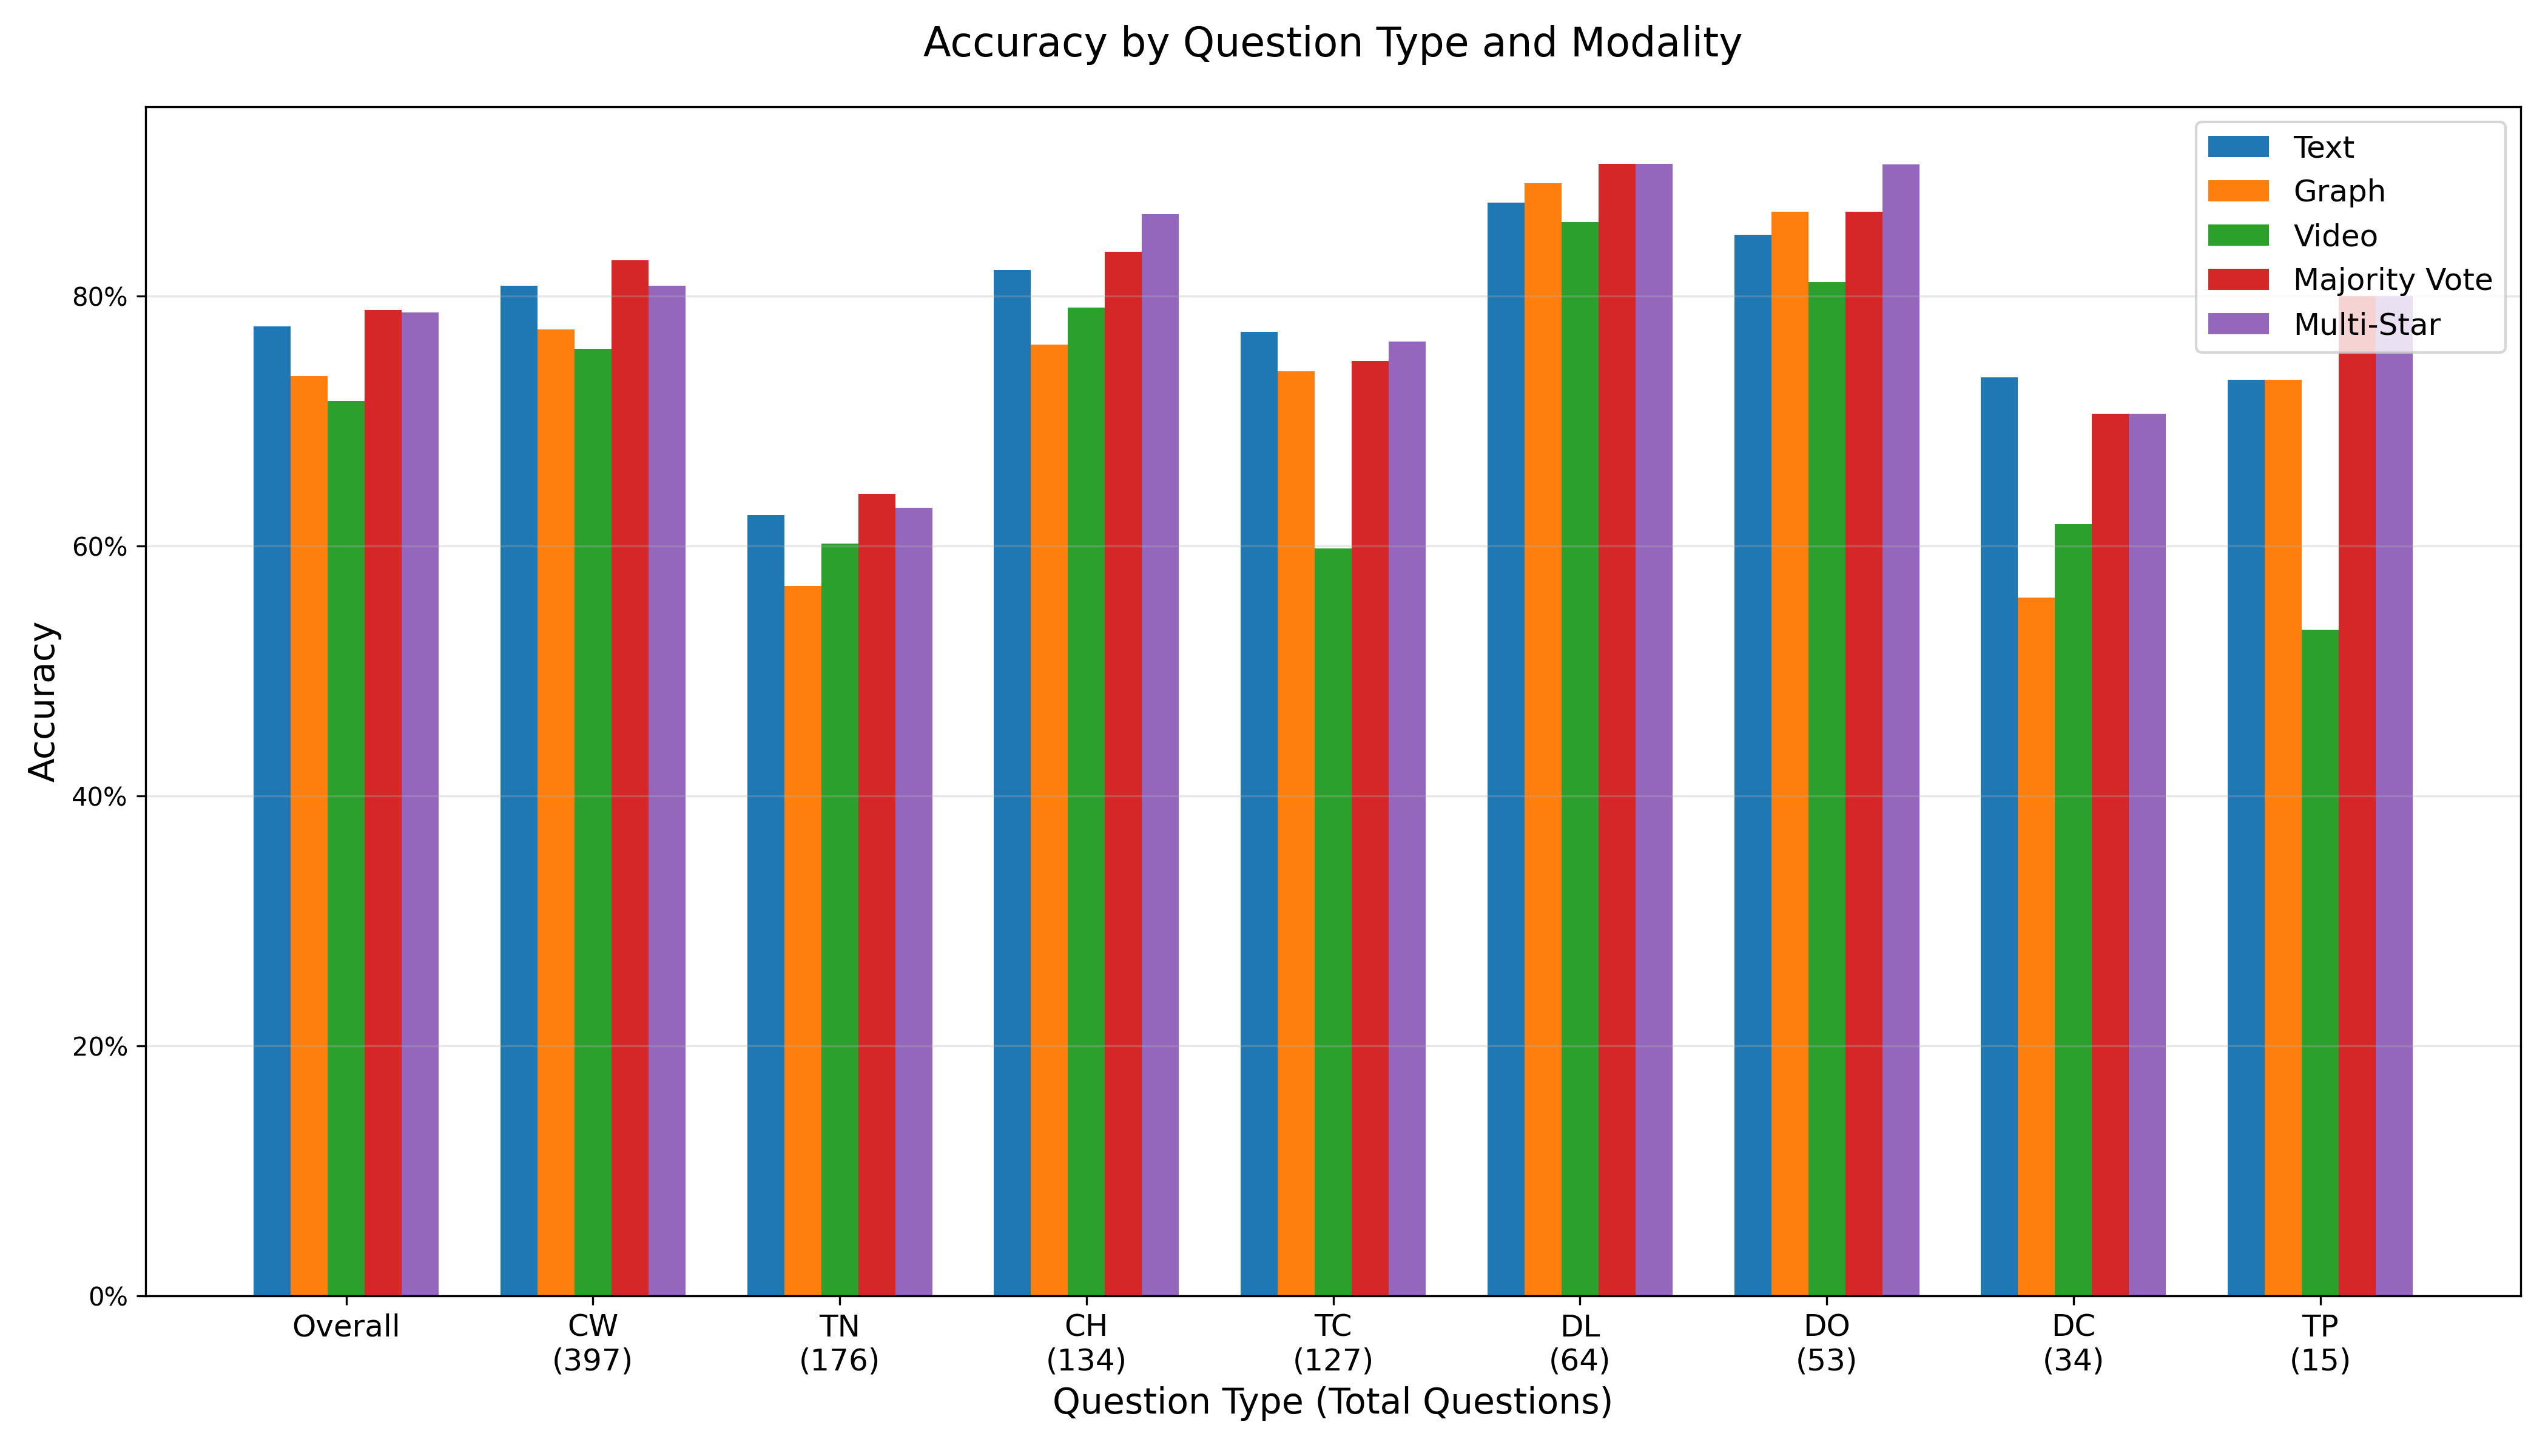 Accuracy by Question Type and Modality
Text
Graph
Video
Majority Vote
Multi-Star
Accuracy
80%
60%
40%
20%
0%
Overall
CW
(397)
TN
(176)
CH
(134)
TC
(127)
DL
(64)
DO
(53)
DC
(34)
TP
(15)
Question Type (Total Questions)